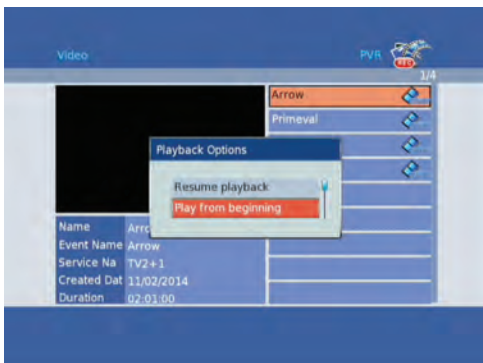 Video
PVR
REC
1/4
Arrow
Primeval
Playback Options
Resume playback
Play from beginning
Name Arro
Event Name Arrow
Service Na TV2+1
Created Dat 11/02/2014
Duration 02:01:00